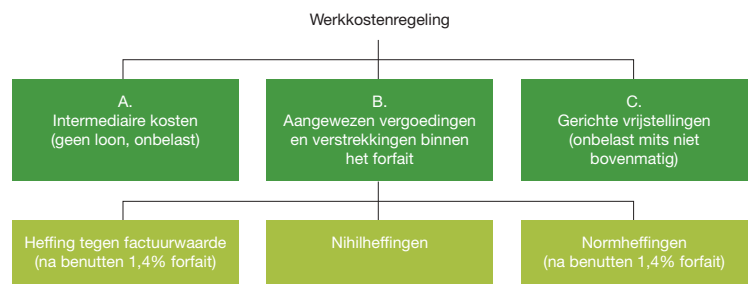 Werkkostenregeling
A.
Intermediaire kosten
(geen loon, onbelast)
B.
Aangewezen vergoedingen
en verstrekkingen binnen
het forfait
C.
Gerichte vrijstellingen
(onbelast mits niet
bovenmatig)
Heffing tegen factuurwaarde
(na benutten 1,4% forfait)
Nihilheffingen
Normheffingen
(na benutten 1,4% forfait)